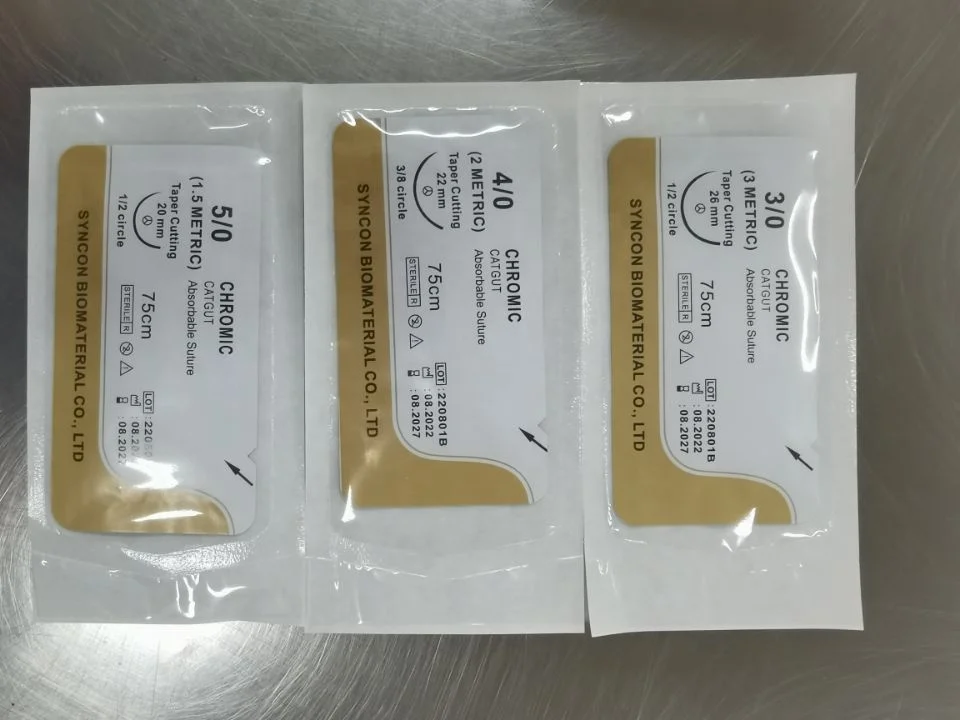 5/0
(1.5 METRIC)
Taper Cutting
20 mm
1/2 circle
CHROMIC
CATGUT
Absorbable Suture
75cm
STERILE R
LOT
SYNCON BIOMATERIAL CO., LTD
4/0
(2 METRIC)
Taper Cutting
22 mm
3/8 circle
CHROMIC
CATGUT
Absorbable Suture
75cm
STERILE R
LOT :220801B
:08.2022
:08.2027
SYNCON BIOMATERIAL CO., LTD
3/0
(3 METRIC)
Taper Cutting
26 mm
1/2 circle
CHROMIC
CATGUT
Absorbable Suture
75cm
STERILE R
LOT :220801B
:08.2022
:08.2027
SYNCON BIOMATERIAL CO., LTD